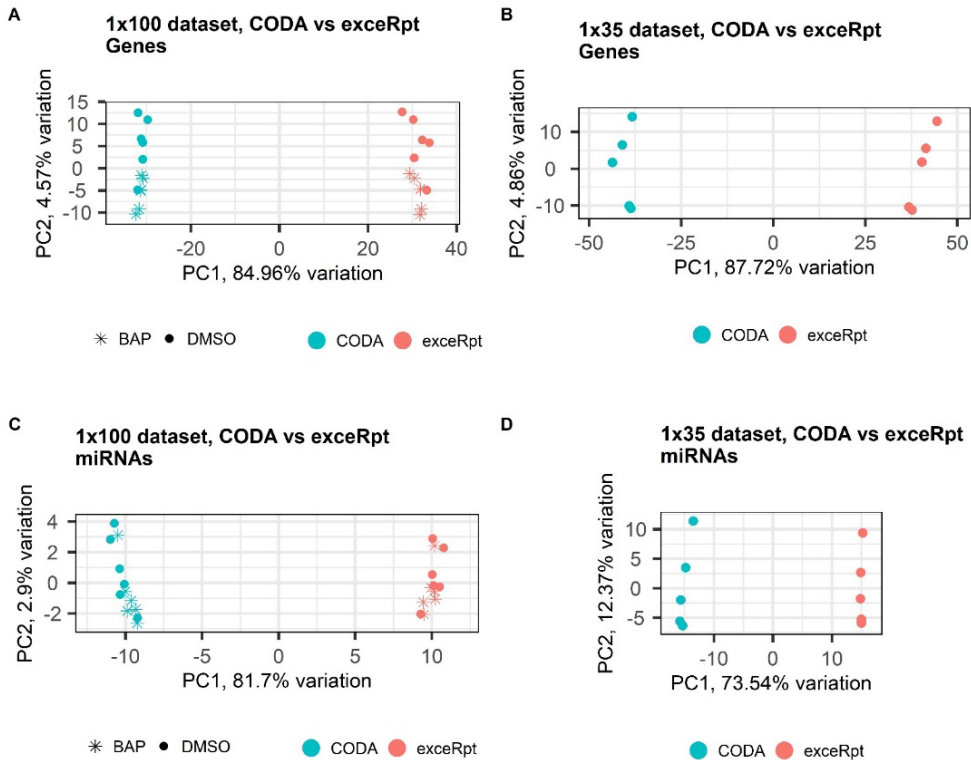 A
1x100 dataset, CODA vs exceRpt
Genes
PC2, 4.57% variation
15
10
5
0
-5
-10
-20
0
20
40
PC1, 84.96% variation
BAP DMSO CODA exceRpt
B
1x35 dataset, CODA vs exceRpt
Genes
PC2, 4.86% variation
10
0
-10
-50
-25
0
25
50
PC1, 87.72% variation
CODA exceRpt
C
1x100 dataset, CODA vs exceRpt
miRNAs
PC2, 2.9% variation
4
2
0
-2
-10
-5
0
5
10
PC1, 81.7% variation
BAP DMSO CODA exceRpt
D
1x35 dataset, CODA vs exceRpt
miRNAs
PC2, 12.37% variation
10
5
0
-5
-10
0
10
PC1, 73.54% variation
CODA exceRpt